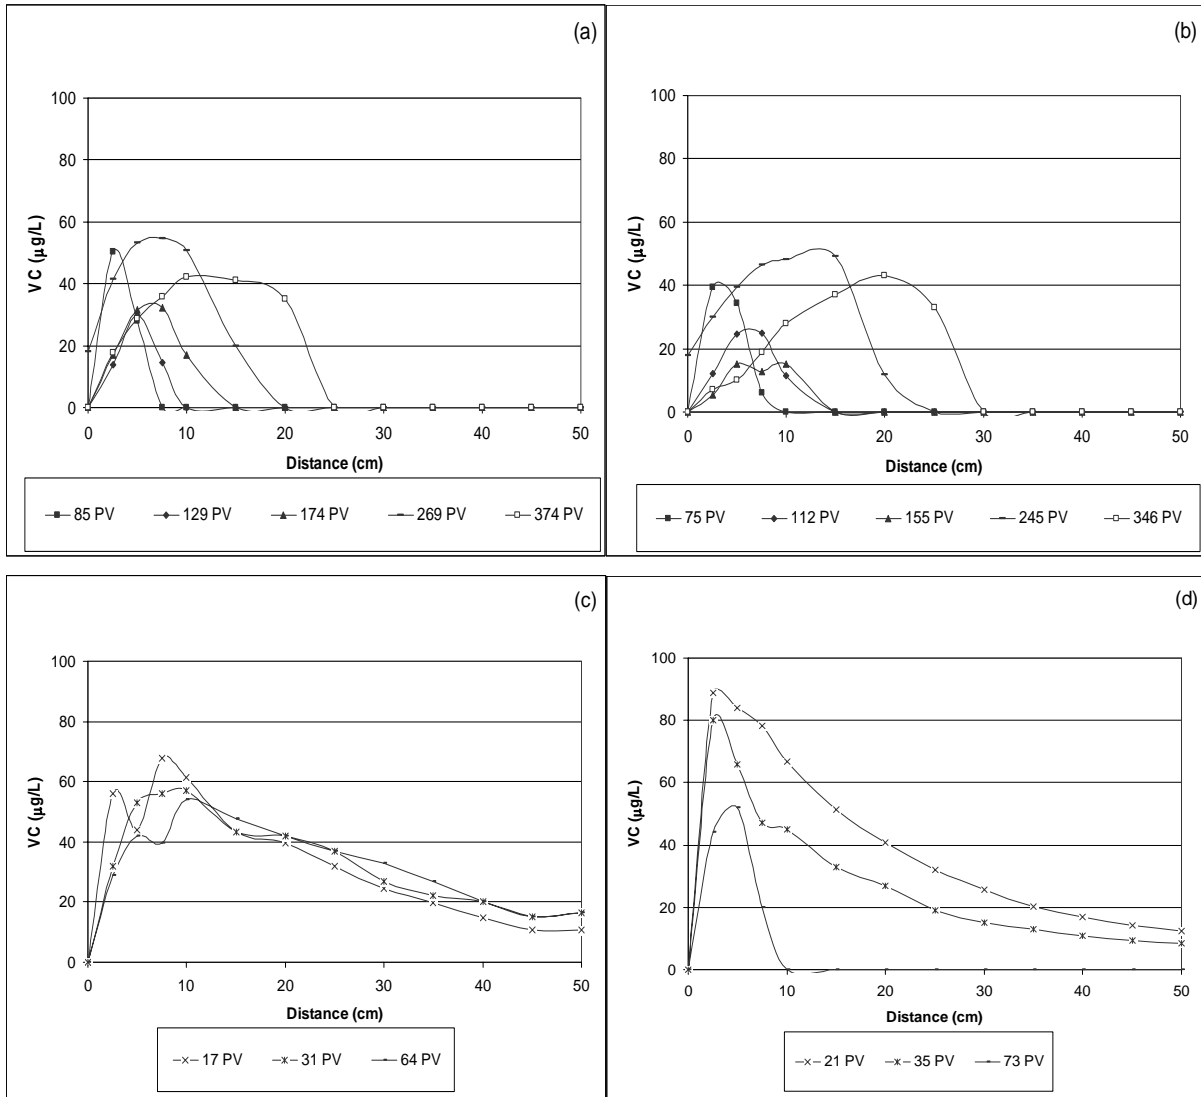 (a)
VC (µg/L)
100
80
60
40
20
0
0 10 20 30 40 50
Distance (cm)
85 PV 129 PV 174 PV 269 PV 374 PV
(b)
VC (µg/L)
100
80
60
40
20
0
0 10 20 30 40 50
Distance (cm)
75 PV 112 PV 155 PV 245 PV 346 PV
(c)
VC (µg/L)
100
80
60
40
20
0
0 10 20 30 40 50
Distance (cm)
17 PV 31 PV 64 PV
(d)
VC (µg/L)
100
80
60
40
20
0
0 10 20 30 40 50
Distance (cm)
21 PV 35 PV 73 PV